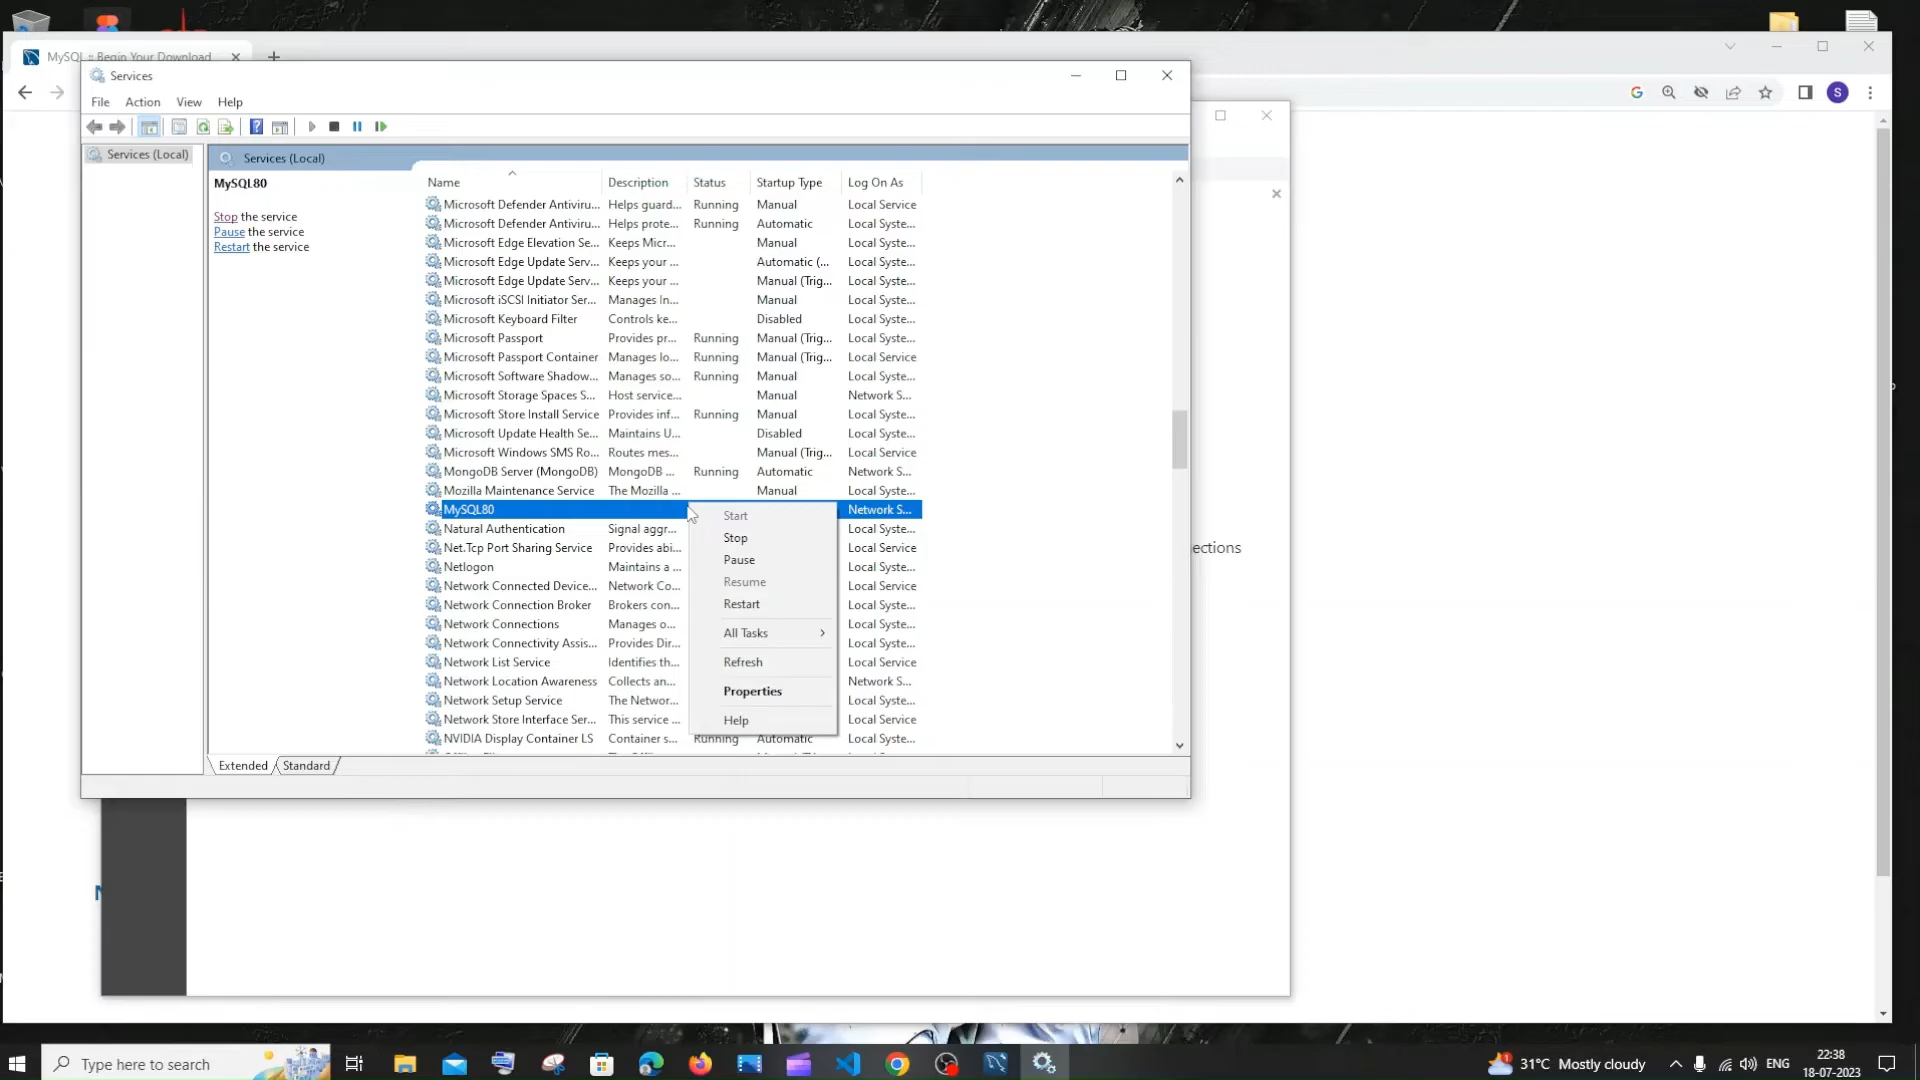 MySQL :: Begin Your Download
Services
File Action View Help
Services (Local)
Services (Local)
MySQL80
Stop the service
Pause the service
Restart the service
Name Description Status Startup Type Log On As
Microsoft Defender Antiviru... Helps guard... Running Manual Local Service
Microsoft Defender Antiviru... Helps prote... Running Automatic Local Syste...
Microsoft Edge Elevation Se... Keeps Micr... Manual Local Syste...
Microsoft Edge Update Serv... Keeps your ... Automatic (... Local Syste...
Microsoft Edge Update Serv... Keeps your ... Manual (Trig... Local Syste...
Microsoft iSCSI Initiator Ser... Manages In... Manual Local Syste...
Microsoft Keyboard Filter Controls ke... Disabled Local Syste...
Microsoft Passport Provides pr... Running Manual (Trig... Local Syste...
Microsoft Passport Container Manages lo... Running Manual (Trig... Local Service
Microsoft Software Shadow... Manages so... Running Manual Local Syste...
Microsoft Storage Spaces S... Host service... Manual Network S...
Microsoft Store Install Service Provides inf... Running Manual Local Syste...
Microsoft Update Health Se... Maintains U... Disabled Local Syste...
Microsoft Windows SMS Ro... Routes mes... Manual (Trig... Local Service
MongoDB Server (MongoDB) MongoDB ... Running Automatic Network S...
Mozilla Maintenance Service The Mozilla ... Manual Local Syste...
MySQL80 Network S...
Natural Authentication Signal aggr... Local Syste...
Net.Tcp Port Sharing Service Provides abi... Local Service
Netlogon Maintains a ... Local Syste...
Network Connected Device... Network Co... Local Service
Network Connection Broker Brokers con... Local Syste...
Network Connections Manages o... Local Syste...
Network Connectivity Assis... Provides Dir... Local Syste...
Network List Service Identifies th... Local Service
Network Location Awareness Collects an... Network S...
Network Setup Service The Networ... Local Syste...
Network Store Interface Ser... This service ... Local Service
NVIDIA Display Container LS Container s... Running Automatic Local Syste...
Start
Stop
Pause
Resume
Restart
All Tasks
Refresh
Properties
Help
ections
Extended Standard
Type here to search
31°C Mostly cloudy
ENG
22:38
18-07-2023
S